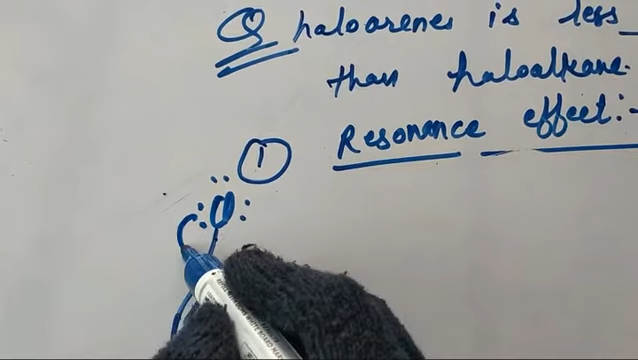 Q haloarenes is less
than haloalkane.
Resonance effect:-
1
:Cl: